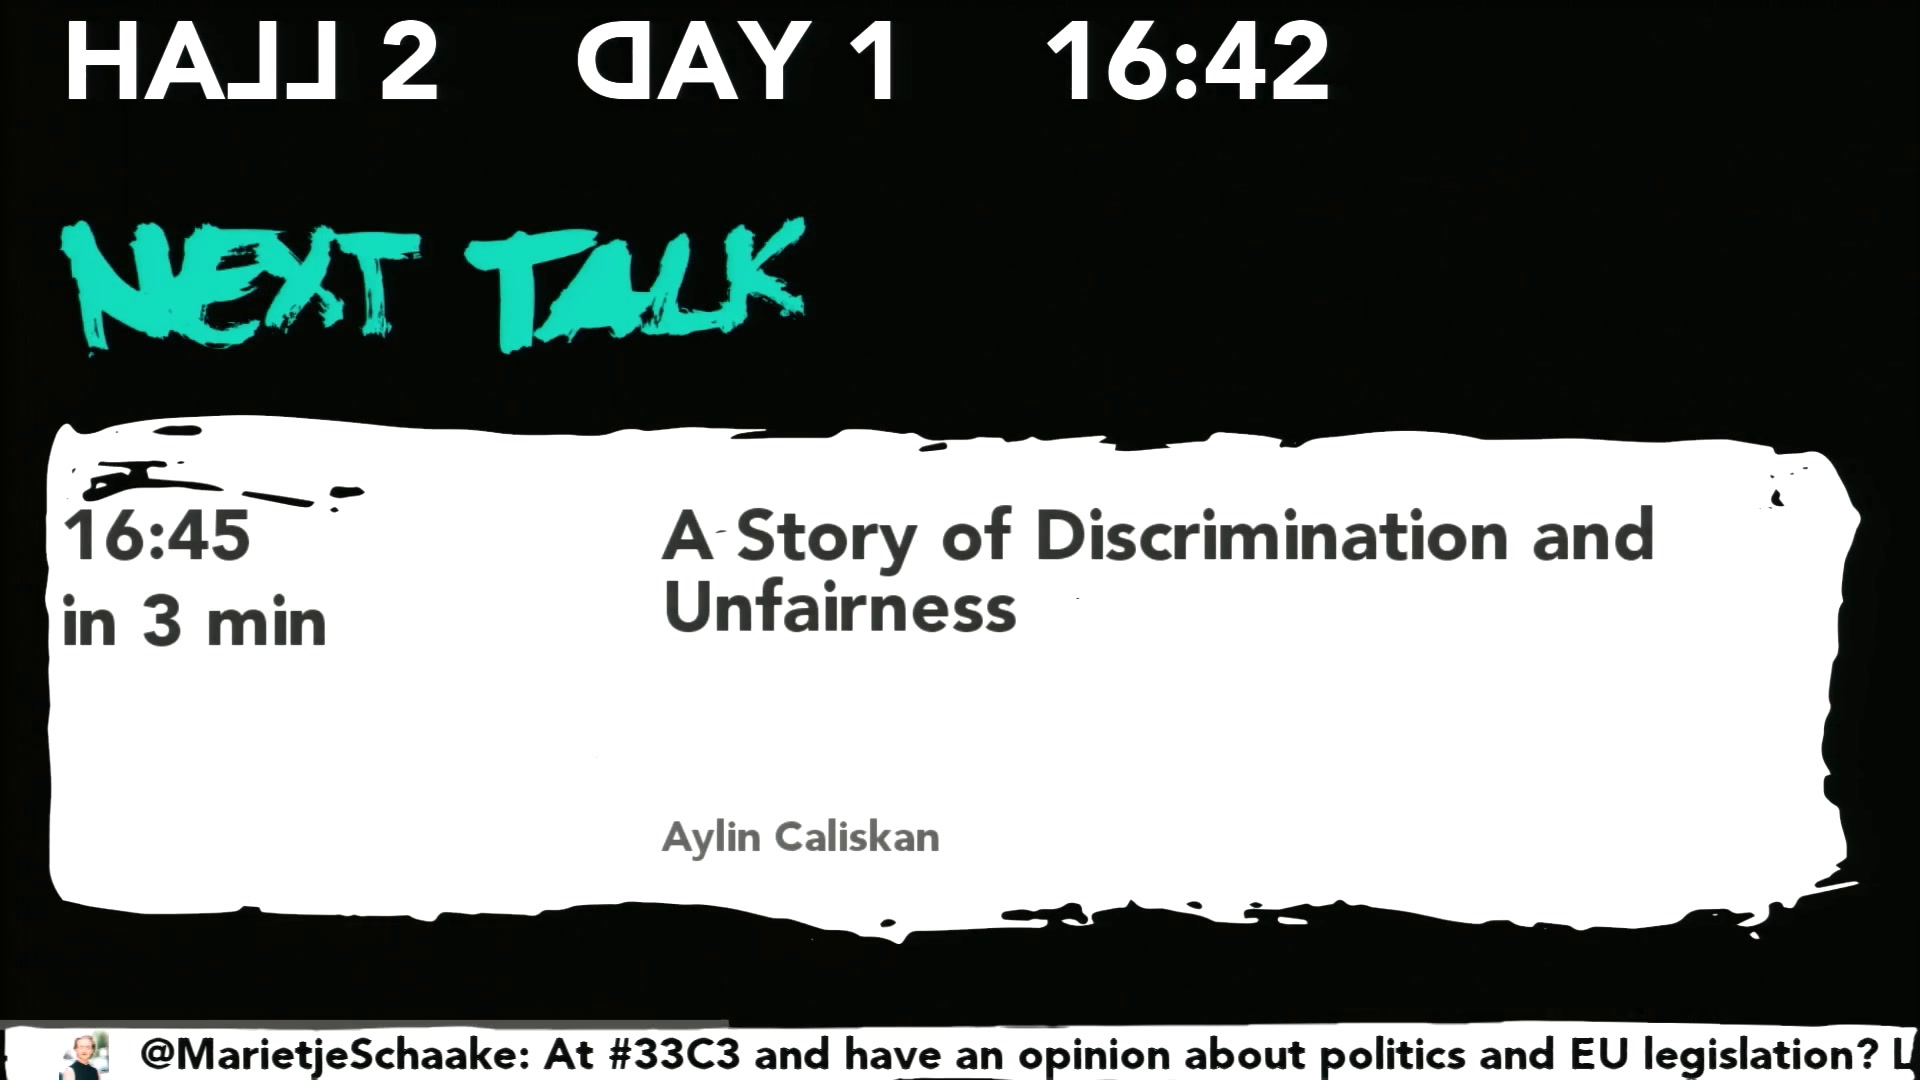 HALL 2 DAY 1 16:42
NEXT TALK
16:45
in 3 min
A Story of Discrimination and
Unfairness
Aylin Caliskan
@MarietjeSchaake: At #33C3 and have an opinion about politics and EU legislation? L